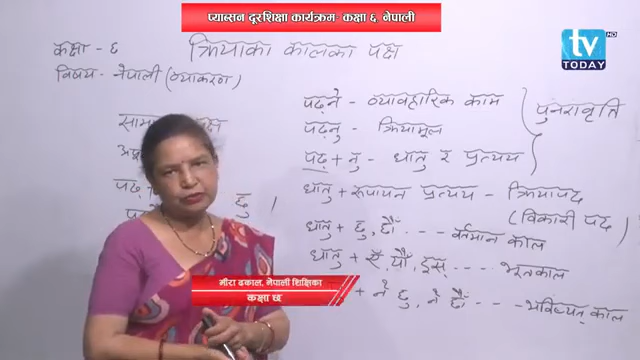 प्यान्सन दूरशिक्षा कार्यक्रम- कक्षा ६ नेपाली
tv HD
TODAY
कक्षा - ६
क्रियाका कालका पक्ष
विषय- नेपाली (व्याकरण)
पढ्ने - व्यावहारिक काम
पढ्नु - क्रियामूल
पुनरावृति
पढ् + नु - धातु र प्रत्यय
धातु + रूपायन प्रत्यय - क्रियापद
(विकारी पद)
धातु + छु, छौँ ... - वर्तमान काल
धातु + एँ, यौँ, इस् .... - भूतकाल
+ ने छु, ने छौँ .... - भविष्यत् काल
मीरा ढकाल, नेपाली शिक्षिका
कक्षा छ